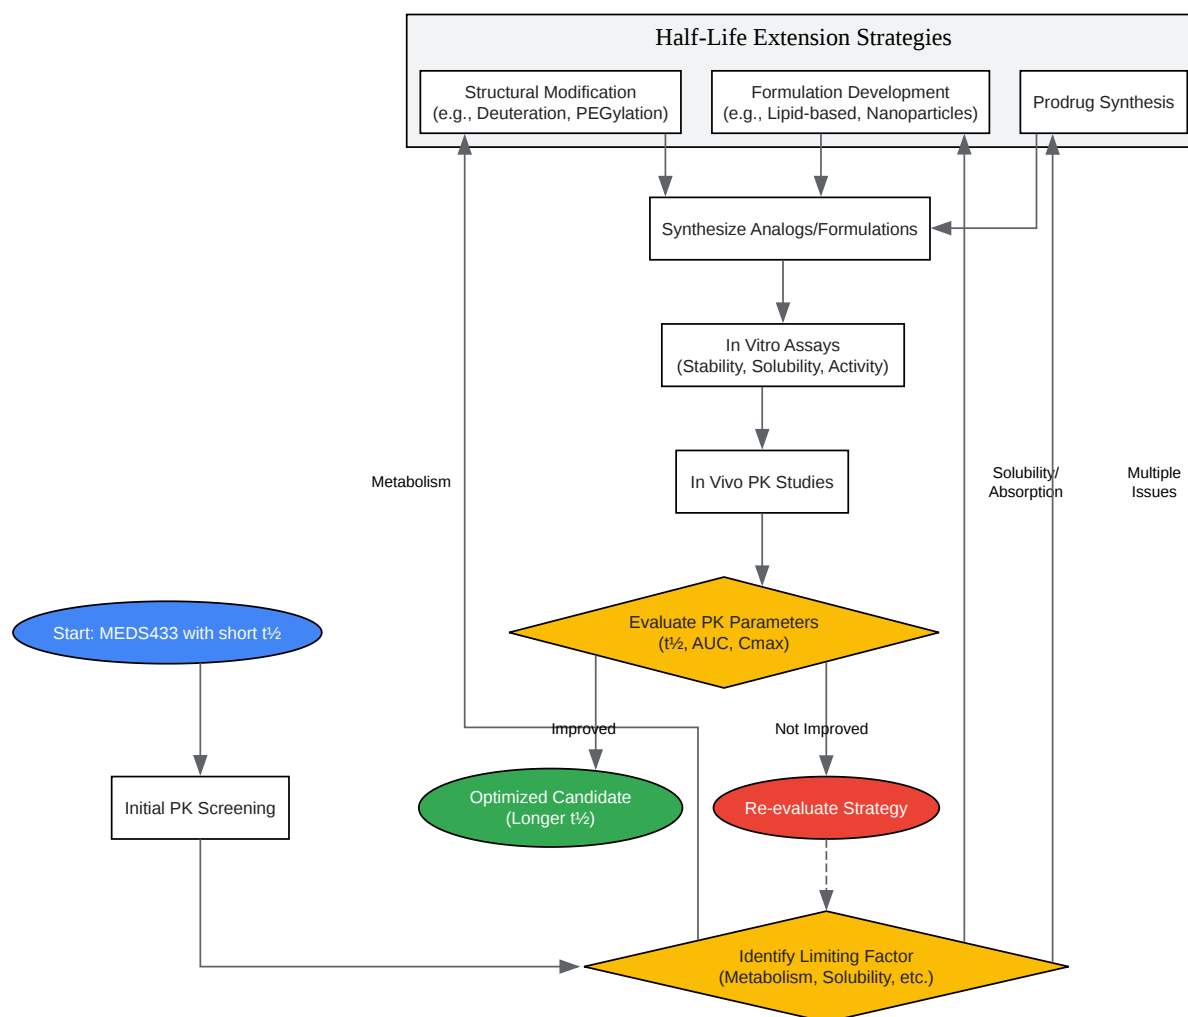 Half-Life Extension Strategies
Structural Modification
(e.g., Deuteration, PEGylation)
Formulation Development
(e.g., Lipid-based, Nanoparticles)
Prodrug Synthesis
Synthesize Analogs/Formulations
In Vitro Assays
(Stability, Solubility, Activity)
Metabolism
In Vivo PK Studies
Solubility/
Absorption
Multiple
Issues
Start: MEDS433 with short t½
Evaluate PK Parameters
(t½, AUC, Cmax)
Improved
Not Improved
Initial PK Screening
Optimized Candidate
(Longer t½)
Re-evaluate Strategy
Identify Limiting Factor
(Metabolism, Solubility, etc.)